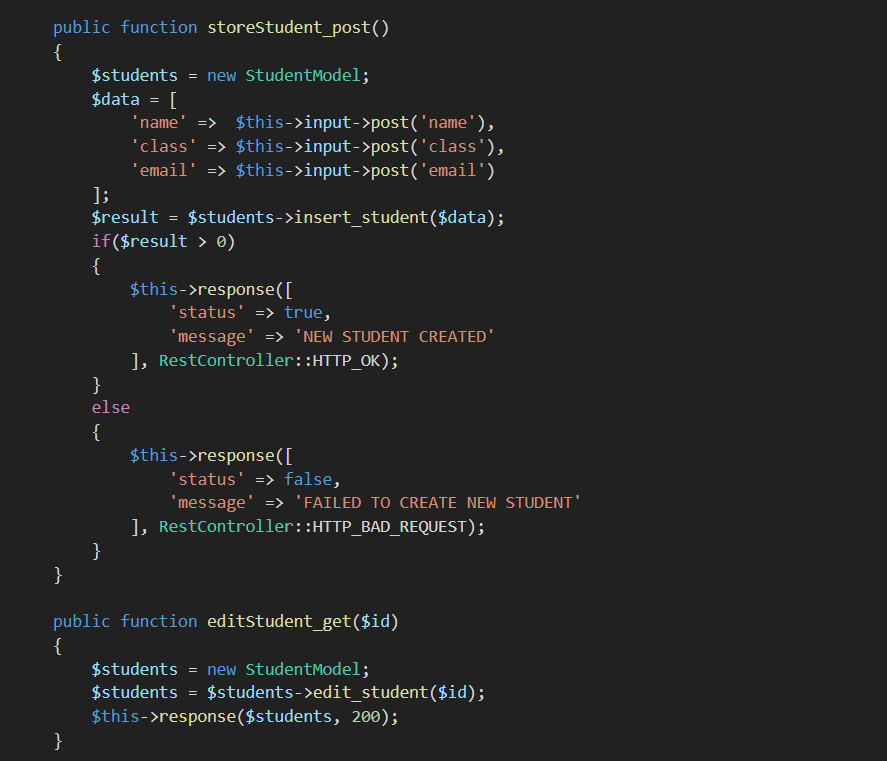 public function storeStudent_post()
{
    $students = new StudentModel;
    $data = [
        'name' =>  $this->input->post('name'),
        'class' => $this->input->post('class'),
        'email' => $this->input->post('email')
    ];
    $result = $students->insert_student($data);
    if($result > 0)
    {
        $this->response([
            'status' => true,
            'message' => 'NEW STUDENT CREATED'
        ], RestController::HTTP_OK);
    }
    else
    {
        $this->response([
            'status' => false,
            'message' => 'FAILED TO CREATE NEW STUDENT'
        ], RestController::HTTP_BAD_REQUEST);
    }
}

public function editStudent_get($id)
{
    $students = new StudentModel;
    $students = $students->edit_student($id);
    $this->response($students, 200);
}